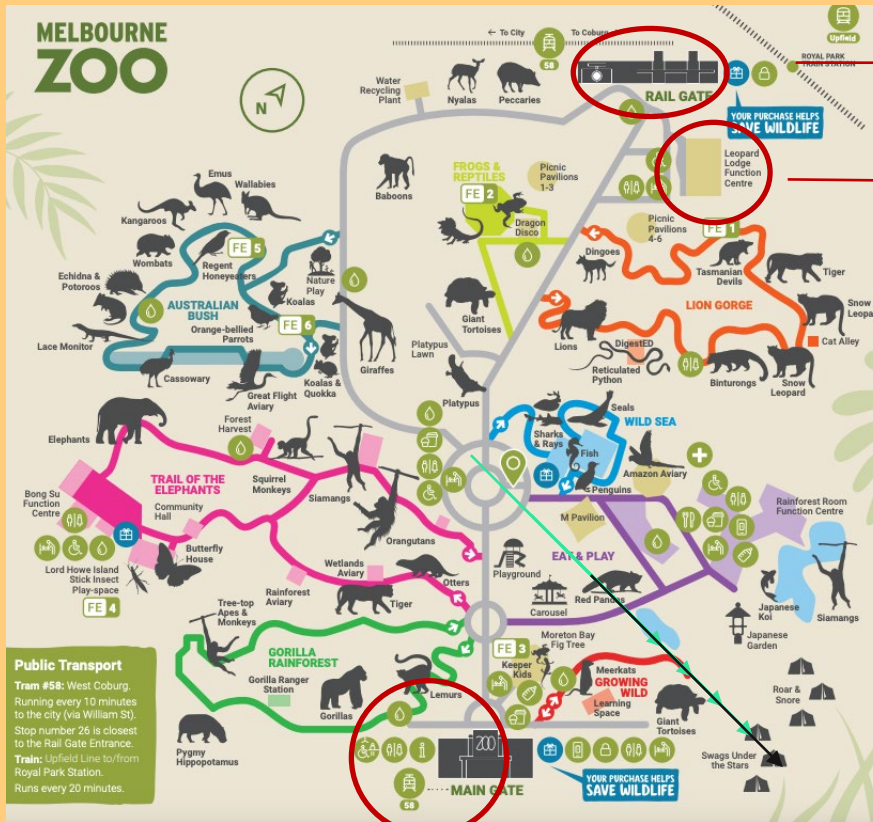 MELBOURNE
ZOO
N
← To City
To Coburg
58
Upfield
ROYAL PARK
TRAIN STATION
RAIL GATE
YOUR PURCHASE HELPS
SAVE WILDLIFE
Water
Recycling
Plant
Nyalas
Peccaries
Leopard
Lodge
Function
Centre
Baboons
FROGS &
REPTILES
FE 2
Picnic
Pavilions
1-3
Dragon
Disco
Picnic
Pavilions
4-6
FE 1
Emus
Wallabies
Kangaroos
Wombats
FE 5
Regent
Honeyeaters
Nature
Play
Echidna &
Potoroos
AUSTRALIAN
BUSH
Koalas
Orange-bellied
Parrots
FE 6
Lace Monitor
Cassowary
Great Flight
Aviary
Koalas &
Quokka
Giraffes
Giant
Tortoises
Platypus
Lawn
Platypus
Dingoes
Tasmanian
Devils
Tiger
LION GORGE
Snow
Leopa
Cat Alley
Lions
DigestED
Reticulated
Python
Binturongs
Snow
Leopard
Elephants
Forest
Harvest
Squirrel
Monkeys
Siamangs
TRAIL OF THE
ELEPHANTS
Bong Su
Function
Centre
Community
Hall
Butterfly
House
Orangutans
Lord Howe Island
Stick Insect
Play-space
FE 4
Rainforest
Aviary
Wetlands
Aviary
Tiger
Otters
Seals
Sharks
& Rays
WILD SEA
Fish
Penguins
Amazon Aviary
Rainforest Room
Function Centre
M Pavilion
EAT & PLAY
Playground
Carousel
Red Pandas
Japanese
Koi
Siamangs
Japanese
Garden
Tree-top
Apes &
Monkeys
GORILLA
RAINFOREST
Gorilla Ranger
Station
Gorillas
Lemurs
Pygmy
Hippopotamus
FE 3
Keeper
Kids
Moreton Bay
Fig Tree
Meerkats
GROWING
WILD
Learning
Space
Giant
Tortoises
Roar &
Snore
Swags Under
the Stars
ZOO
58
MAIN GATE
YOUR PURCHASE HELPS
SAVE WILDLIFE
Public Transport
Tram #58: West Coburg.
Running every 10 minutes
to the city (via William St).
Stop number 26 is closest
to the Rail Gate Entrance.
Train: Upfield Line to/from
Royal Park Station.
Runs every 20 minutes.